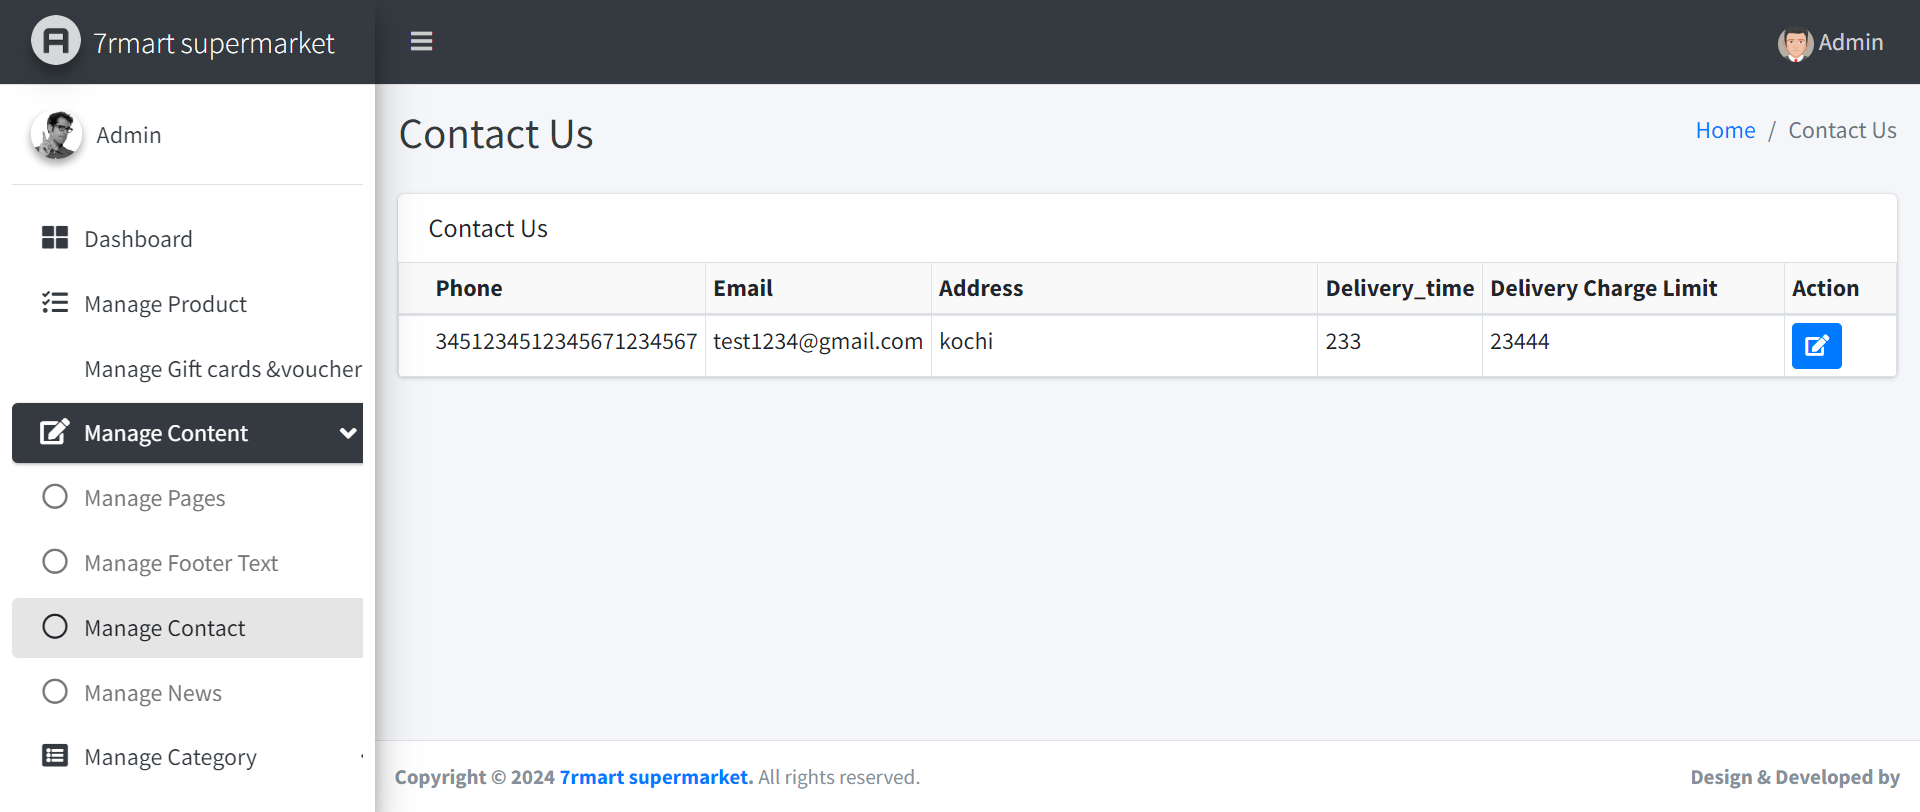 7rmart supermarket
Admin
Admin
Dashboard
Manage Product
Manage Gift cards &voucher
Manage Content
Manage Pages
Manage Footer Text
Manage Contact
Manage News
Manage Category
Contact Us
Home / Contact Us
Contact Us
Phone Email Address Delivery_time Delivery Charge Limit Action
3451234512345671234567 test1234@gmail.com kochi 233 23444
Copyright © 2024 7rmart supermarket. All rights reserved.
Design & Developed by